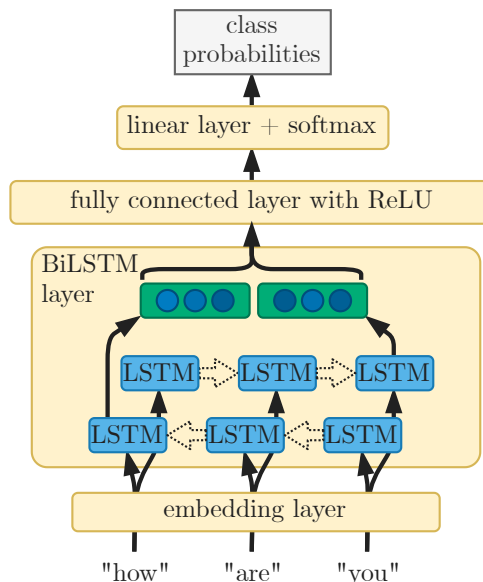 class
probabilities
linear layer + softmax
fully connected layer with ReLU
BiLSTM
layer
LSTM LSTM LSTM
LSTM LSTM LSTM
embedding layer
"how" "are" "you"